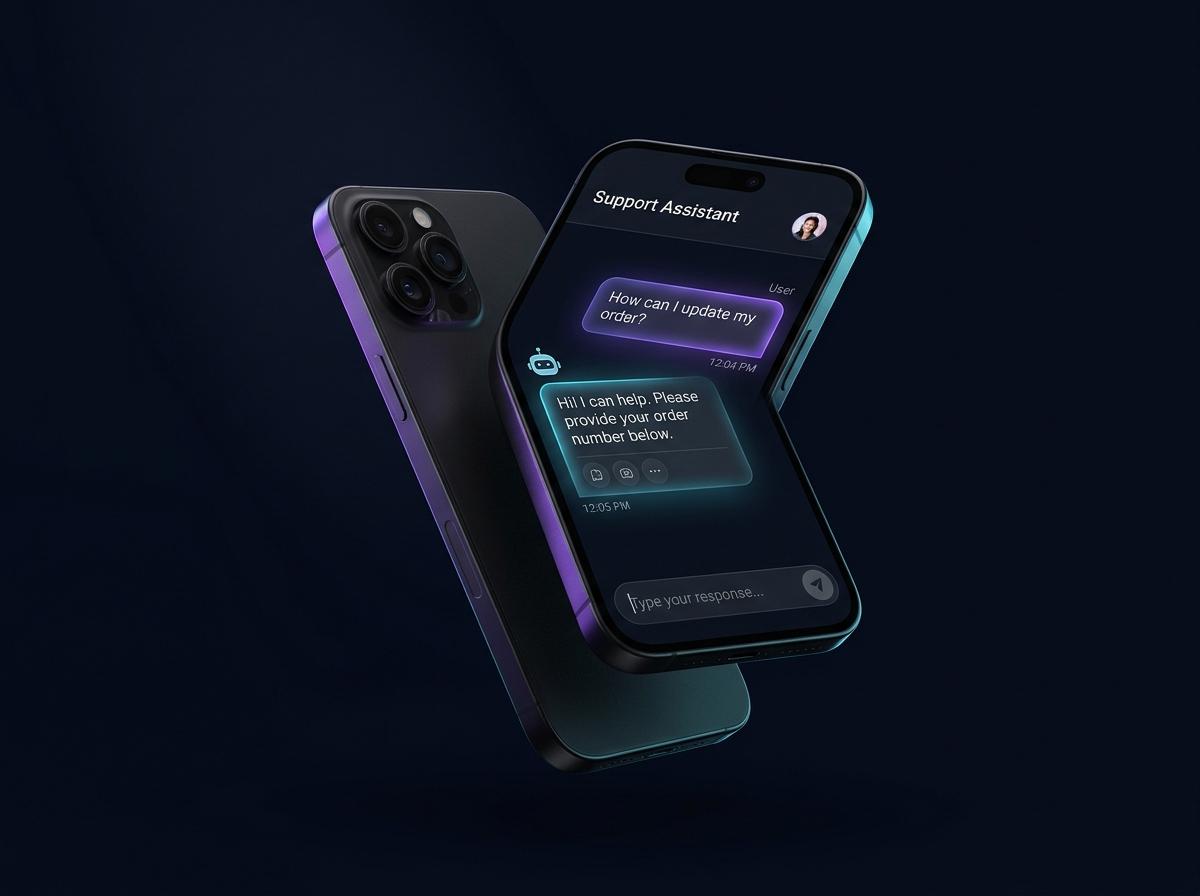 Support Assistant
User
How can I update my
order?
12:04 PM
Hi! I can help. Please
provide your order
number below.
12:05 PM
Type your response...